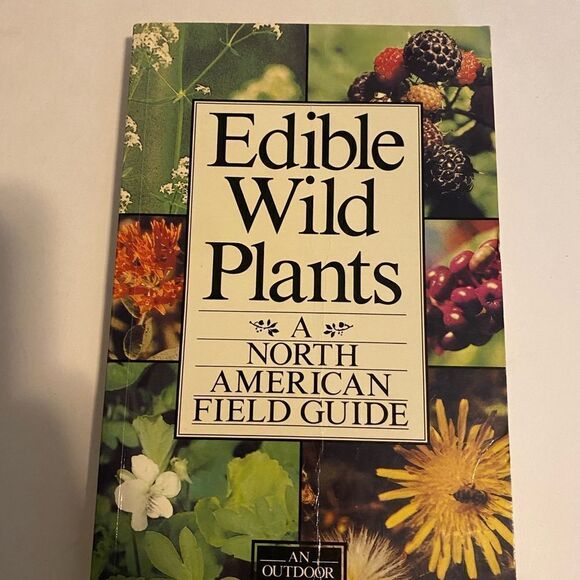 Edible
Wild
Plants
A
NORTH
AMERICAN
FIELD GUIDE
AN
OUTDOOR